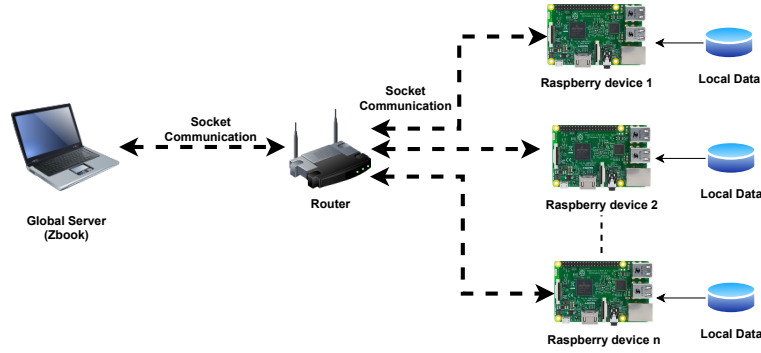 Raspberry device 1
Local Data
Socket
Communication
Socket
Communication
Global Server
(Zbook)
Router
Raspberry device 2
Local Data
Raspberry device n
Local Data